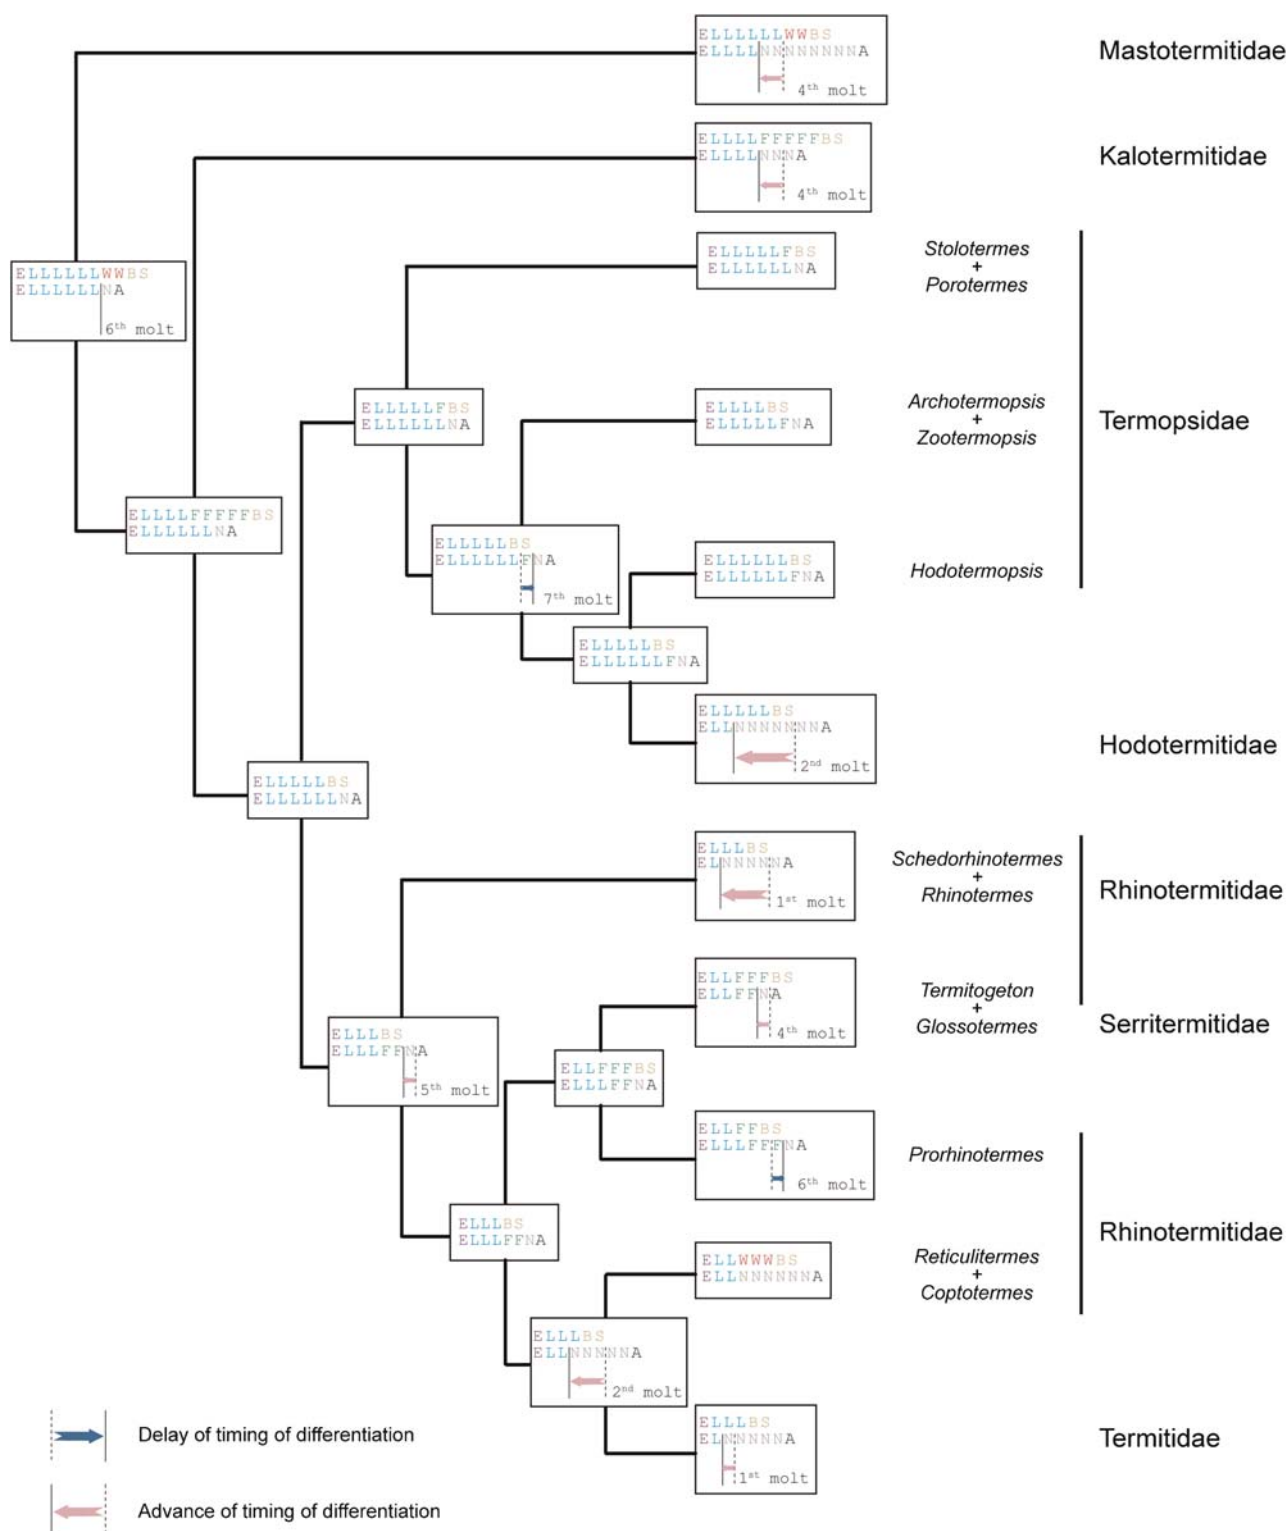 ELLLLLLWWBS
ELLLLNNNNNNNNA
4th molt
Mastotermitidae
ELLLLFFFFFBS
ELLLLNNNA
4th molt
Kalotermitidae
ELLLLLFBS
ELLLLLLNA
Stolotermes
+
Porotermes
ELLLLLLWWBS
ELLLLLLNA
6th molt
ELLLLLFBS
ELLLLLLNA
ELLLLBS
ELLLLLFNA
Archotermopsis
+
Zootermopsis
Termopsidae
ELLLLFFFFFBS
ELLLLLLNA
ELLLLLBS
ELLLLLLFNA
7th molt
ELLLLLLBS
ELLLLLLFNA
Hodotermopsis
ELLLLLBS
ELLLLLLFNA
ELLLLLBS
ELLNNNNNNNA
2nd molt
Hodotermitidae
ELLLLLBS
ELLLLLLNA
ELLLBS
ELNNNNNA
1st molt
Schedorhinotermes
+
Rhinotermes
Rhinotermitidae
ELLFFFBS
ELLFFNA
4th molt
Termitogeton
+
Glossotermes
Serritermitidae
ELLLBS
ELLLFFNA
5th molt
ELLFFFBS
ELLLFFNA
ELLFFBS
ELLLFFFNA
6th molt
Prorhinotermes
ELLLBS
ELLLFFNA
Rhinotermitidae
ELLWWWBS
ELLNNNNNNA
Reticulitermes
+
Coptotermes
ELLLBS
ELLNNNNNA
2nd molt
ELLLBS
ELNNNNNA
1st molt
Termitidae
Delay of timing of differentiation
Advance of timing of differentiation